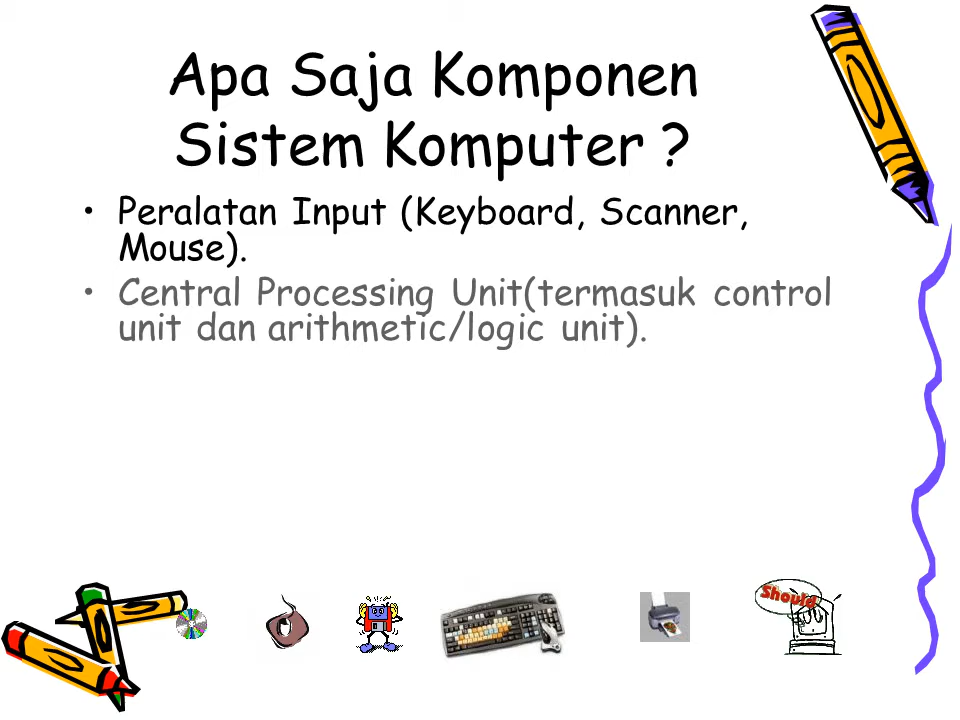 Apa Saja Komponen
Sistem Komputer ?
• Peralatan Input (Keyboard, Scanner,
Mouse).
• Central Processing Unit(termasuk control
unit dan arithmetic/logic unit).
Should